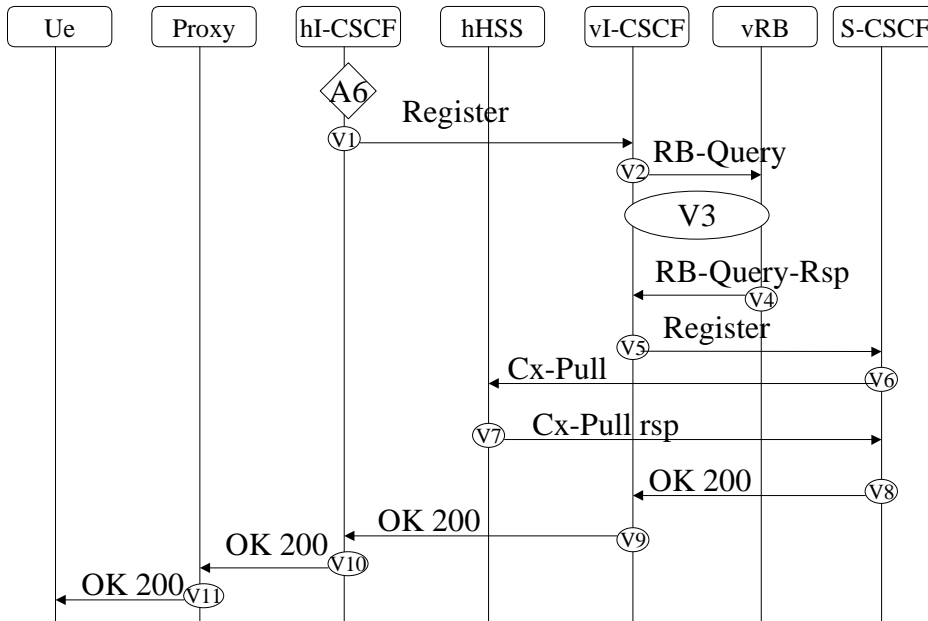 Ue Proxy hI-CSCF hHSS vI-CSCF vRB S-CSCF
A6
Register
V1
RB-Query
V2
V3
RB-Query-Rsp
V4
Register
V5
Cx-Pull
V6
V7 Cx-Pull rsp
OK 200
V8
OK 200
V9
OK 200
V10
OK 200
V11